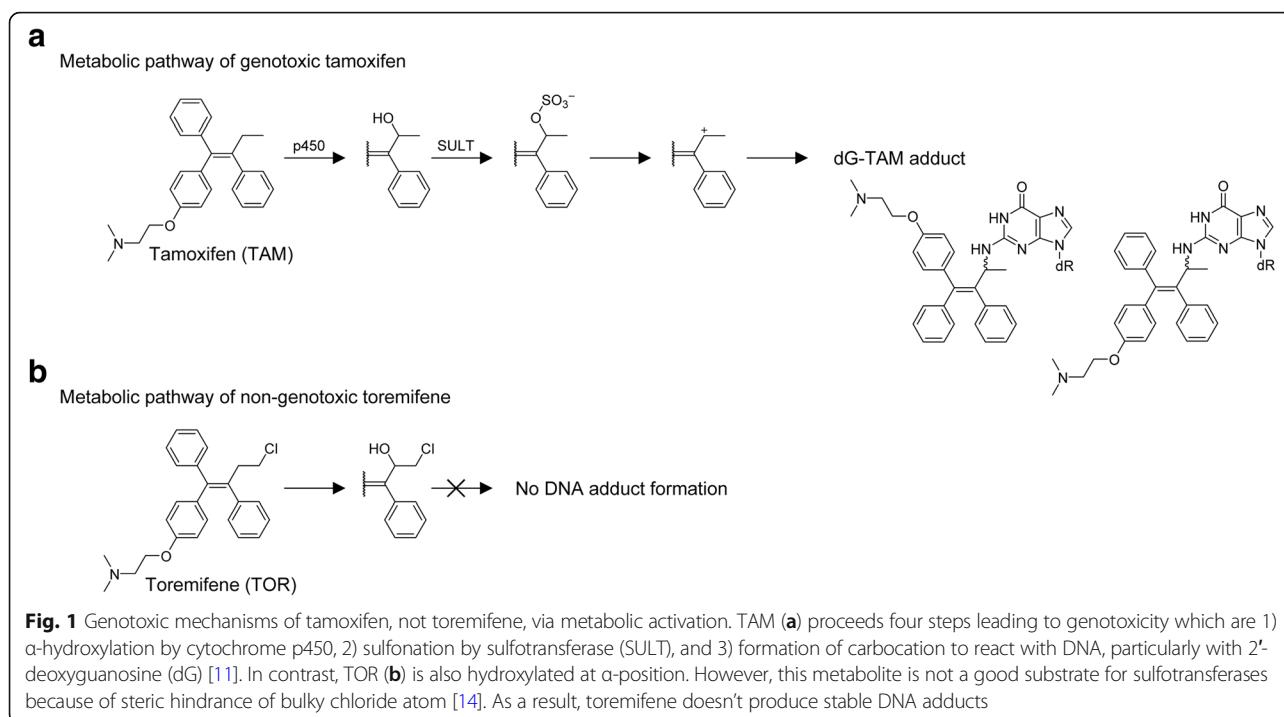 a
Metabolic pathway of genotoxic tamoxifen
p450
HO
SULT
SO3−
O
+
dG-TAM adduct
O
N
Tamoxifen (TAM)
N
O
HN
O
HN
N
N
N
dR
O
HN
HN
N
N
N
dR
O
N
b
Metabolic pathway of non-genotoxic toremifene
Cl
HO
Cl
No DNA adduct formation
O
N
Toremifene (TOR)
Fig. 1 Genotoxic mechanisms of tamoxifen, not toremifene, via metabolic activation. TAM (a) proceeds four steps leading to genotoxicity which are 1)
α-hydroxylation by cytochrome p450, 2) sulfonation by sulfotransferase (SULT), and 3) formation of carbocation to react with DNA, particularly with 2′-
deoxyguanosine (dG) [11]. In contrast, TOR (b) is also hydroxylated at α-position. However, this metabolite is not a good substrate for sulfotransferases
because of steric hindrance of bulky chloride atom [14]. As a result, toremifene doesn’t produce stable DNA adducts